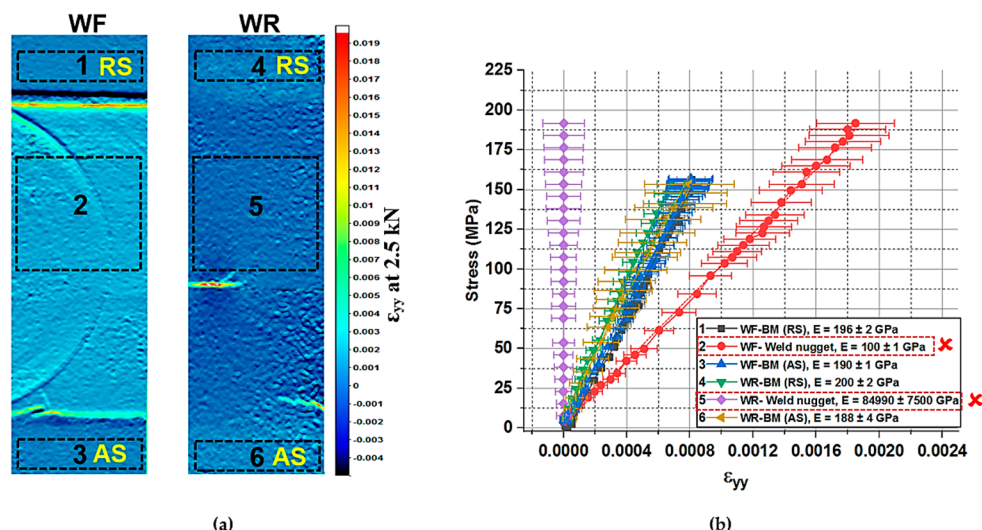 WF
WR
1 RS
4 RS
2
5
3 AS
6 AS
0.019
0.018
0.017
0.016
0.015
0.014
0.013
0.012
0.011
0.010
0.009
0.008
0.007
0.006
0.005
0.004
0.003
0.002
0.001
0
-0.001
-0.002
-0.003
-0.004
εyy at 2.5 kN
(a)
Stress (MPa)
225
200
175
150
125
100
75
50
25
0
0.0000 0.0004 0.0008 0.0012 0.0016 0.0020 0.0024
εyy
1 WF-BM (RS), E = 196 ± 2 GPa
2 WF- Weld nugget, E = 100 ± 1 GPa
3 WF-BM (AS), E = 190 ± 1 GPa
4 WR-BM (RS), E = 200 ± 2 GPa
5 WR- Weld nugget, E = 84990 ± 7500 GPa
6 WR-BM (AS), E = 188 ± 4 GPa
(b)